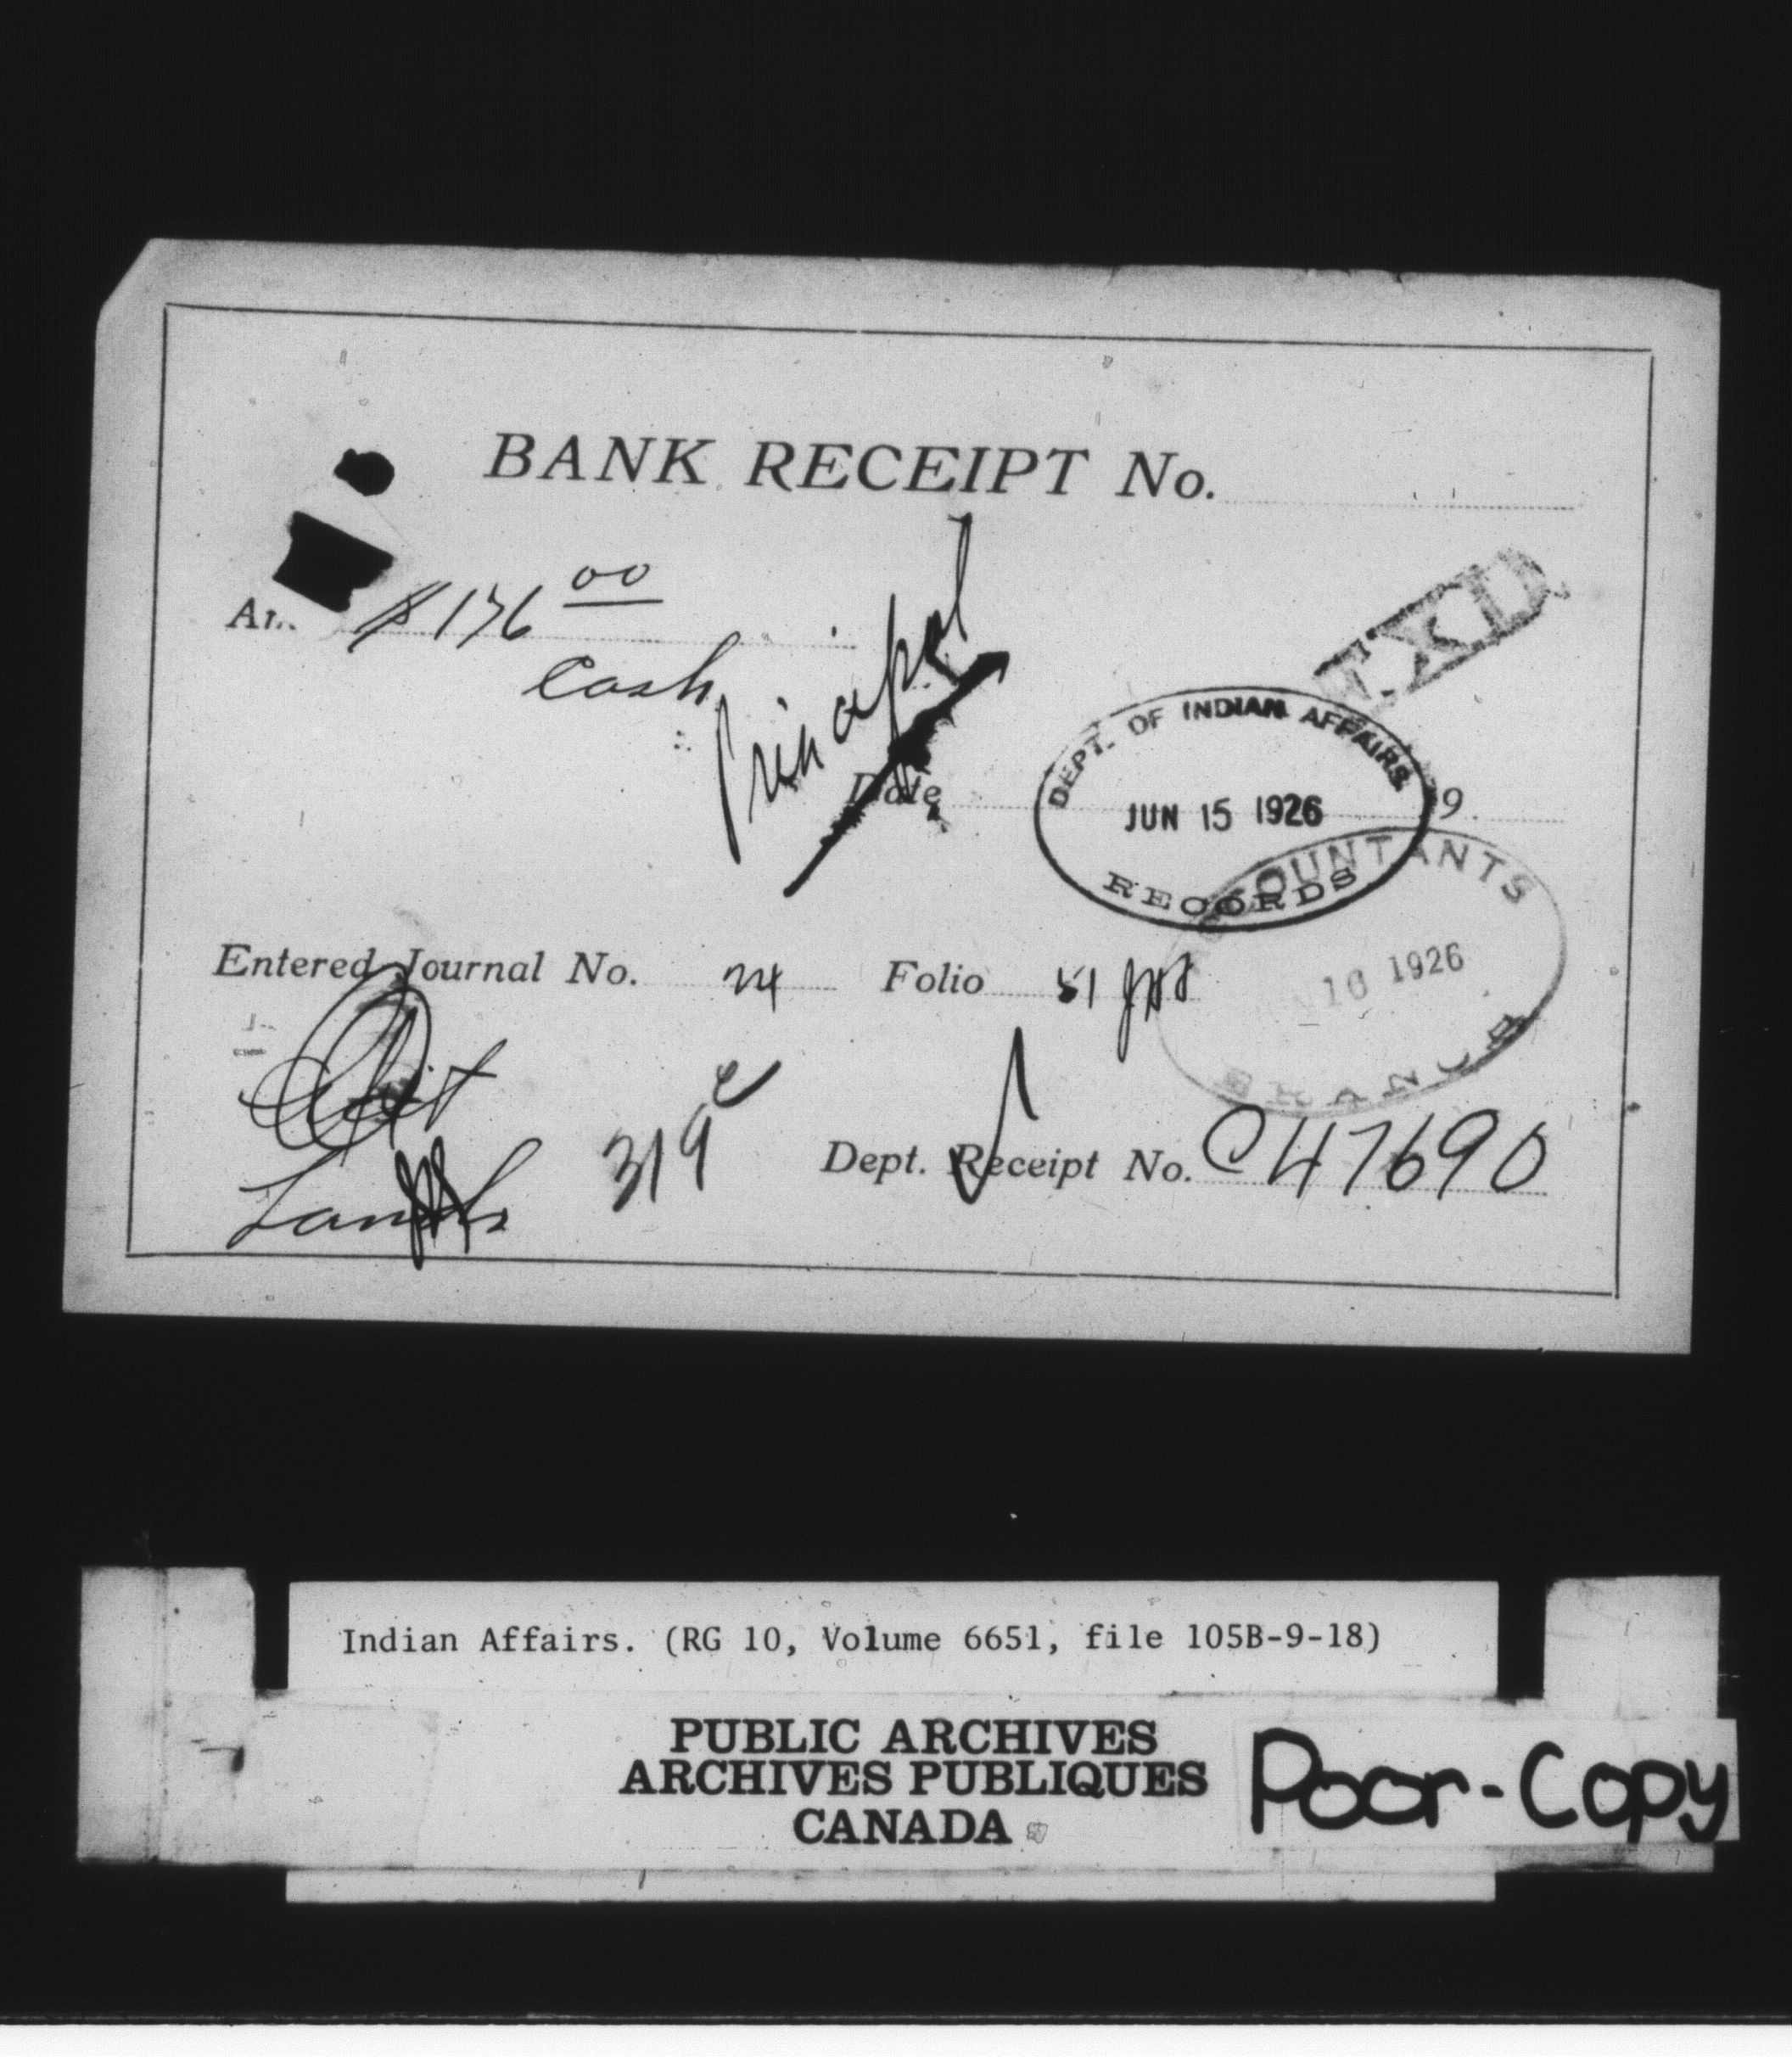 BANK RECEIPT No.
$176 00
Cash
Principal
EXD.
DEPT. OF INDIAN AFFAIRS
JUN 15 1926
RECORDS
Date 19
ACCOUNTANTS
16 1926
BRANCH
Entered Journal No. 24 Folio 51
319
Dept. Receipt No. C47690
Indian Affairs. (RG 10, Volume 6651, file 105B-9-18)
PUBLIC ARCHIVES
ARCHIVES PUBLIQUES
CANADA
Poor-Copy